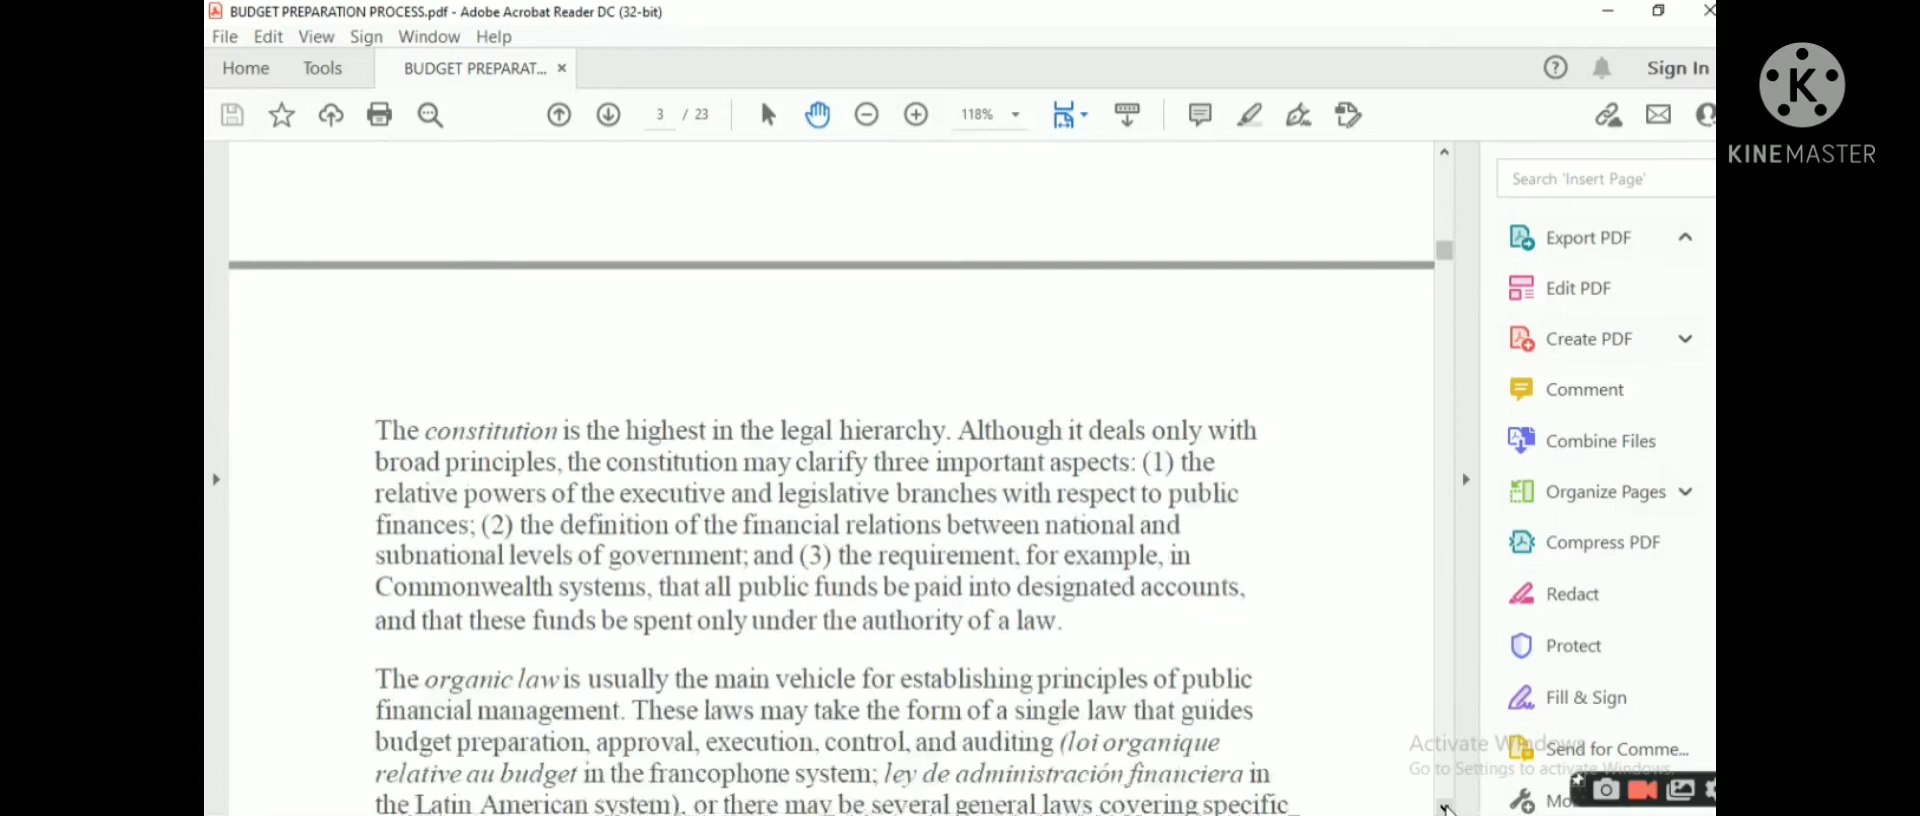 BUDGET PREPARATION PROCESS.pdf - Adobe Acrobat Reader DC (32-bit)
File Edit View Sign Window Help
Home Tools BUDGET PREPARAT... Sign In
3 / 23 118%
K
KINEMASTER
Search 'Insert Page'
Export PDF
Edit PDF
Create PDF
Comment
Combine Files
Organize Pages
Compress PDF
Redact
Protect
Fill & Sign
Send for Comme...
Mo
The constitution is the highest in the legal hierarchy. Although it deals only with
broad principles, the constitution may clarify three important aspects: (1) the
relative powers of the executive and legislative branches with respect to public
finances; (2) the definition of the financial relations between national and
subnational levels of government; and (3) the requirement, for example, in
Commonwealth systems, that all public funds be paid into designated accounts,
and that these funds be spent only under the authority of a law.
The organic law is usually the main vehicle for establishing principles of public
financial management. These laws may take the form of a single law that guides
budget preparation, approval, execution, control, and auditing (loi organique
relative au budget in the francophone system; ley de administración financiera in
the Latin American system), or there may be several general laws covering specific
Activate Windows
Go to Settings to activate Windows.